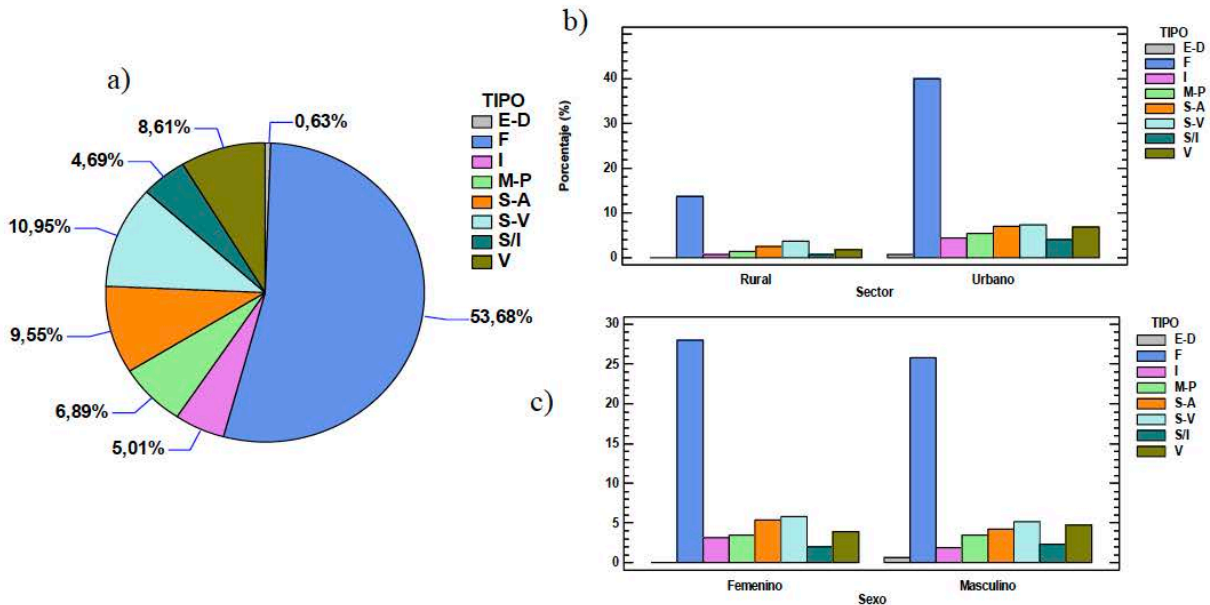 a)
TIPO
E-D
F
I
M-P
S-A
S-V
S/I
V
0,63%
8,61%
4,69%
10,95%
9,55%
6,89%
5,01%
53,68%
b)
Porcentaje (%)
40
30
20
10
0
Rural
Urbano
Sector
TIPO
E-D
F
I
M-P
S-A
S-V
S/I
V
c)
30
25
20
15
10
5
0
Femenino
Masculino
Sexo
TIPO
E-D
F
I
M-P
S-A
S-V
S/I
V